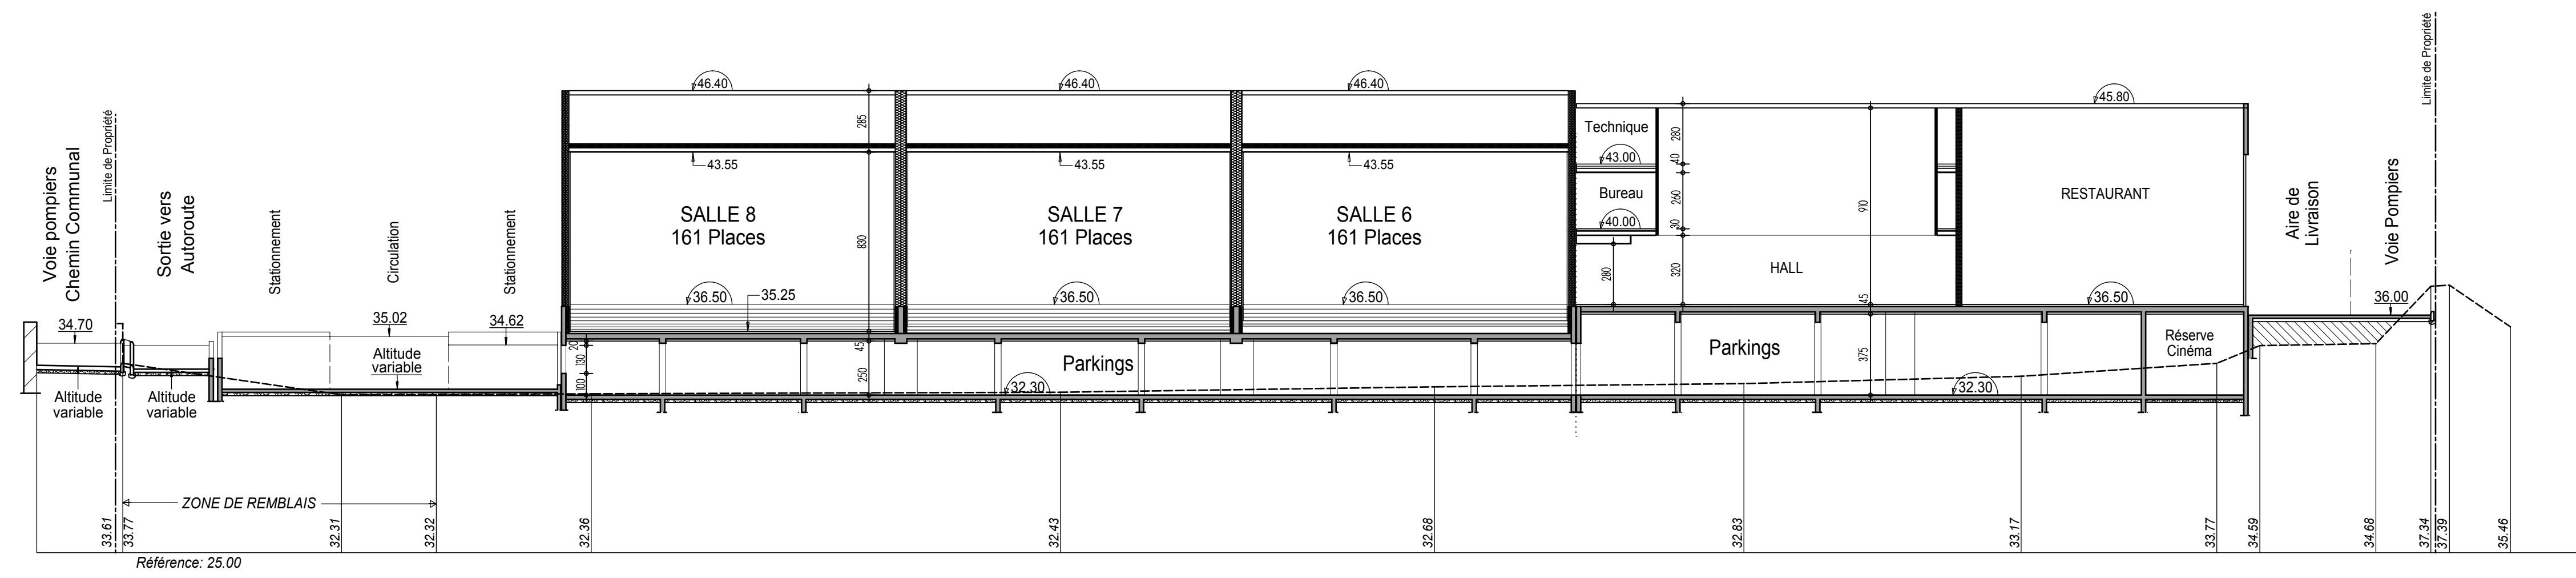 Voie pompiers
Chemin Communal
Limite de Propriété
Sortie vers
Autoroute
Stationnement
Circulation
Stationnement
34.70
35.02
34.62
Altitude
variable
Altitude
variable
Altitude
variable
46.40
46.40
46.40
285
43.55
43.55
43.55
SALLE 8
161 Places
SALLE 7
161 Places
SALLE 6
161 Places
830
36.50
35.25
36.50
36.50
20
130
100
45
250
Parkings
32.30
45.80
Technique
280
43.00
40
Bureau
260
40.00
30
280
320
910
45
HALL
RESTAURANT
36.50
Parkings
375
Réserve
Cinéma
32.30
Aire de
Livraison
Voie Pompiers
36.00
Limite de Propriété
ZONE DE REMBLAIS
33.61
33.77
32.31
32.32
32.36
32.43
32.68
32.83
33.17
33.77
34.59
34.68
37.34
37.39
35.46
Référence: 25.00